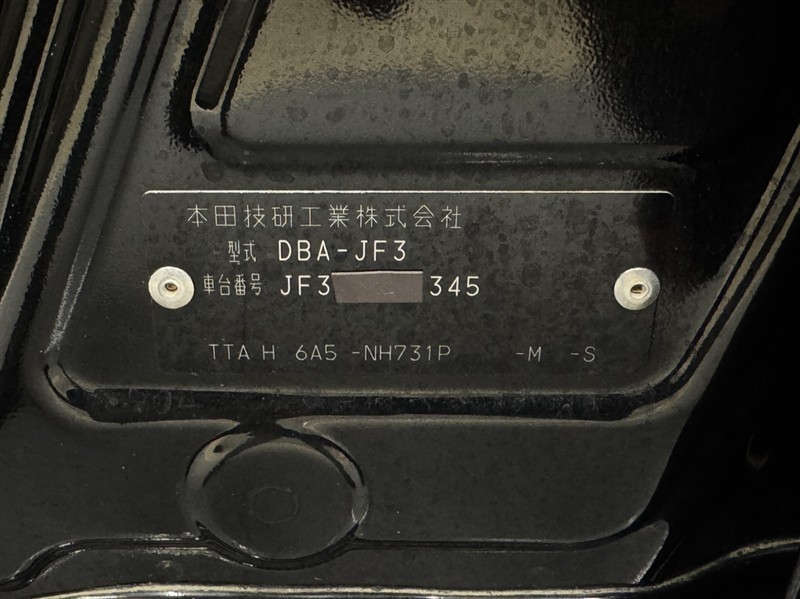 本田技研工業株式会社
型式 DBA-JF3
車台番号 JF3 345
TTA H 6A5 -NH731P -M -S